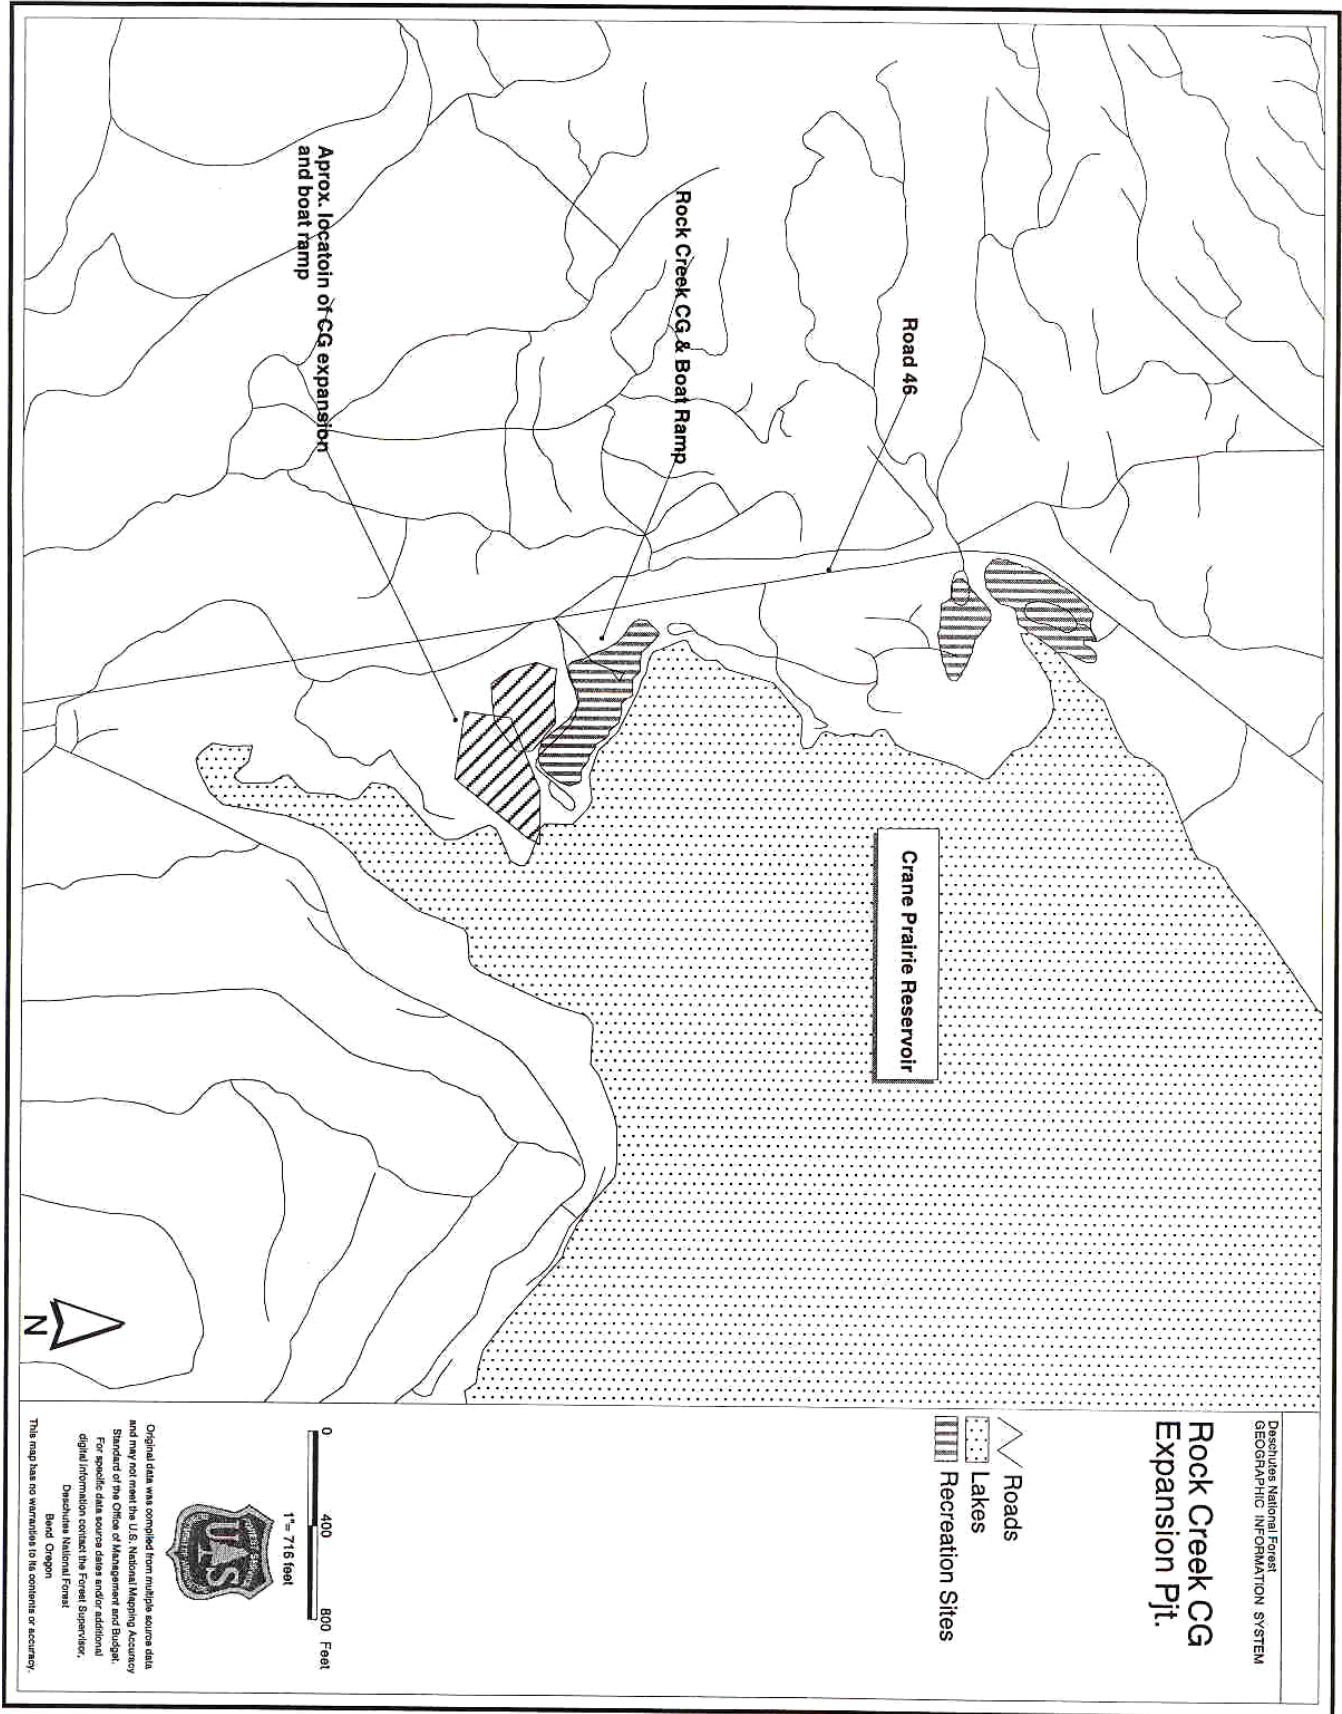 Deschutes National Forest
GEOGRAPHIC INFORMATION SYSTEM
Rock Creek CG
Expansion Pjt.
Roads
Lakes
Recreation Sites
0 400 800 Feet
1"= 716 feet
UAS
Original data was compiled from multiple source data
and may not meet the U.S. National Mapping Accuracy
Standard of the Office of Management and Budget.
For specific data source dates and/or additional
digital information contact the Forest Supervisor,
Deschutes National Forest
Bend Oregon
This map has no warranties to its contents or accuracy.
Road 46
Rock Creek CG & Boat Ramp
Aprox. locatoin of CG expansion
and boat ramp
Crane Prairie Reservoir
N